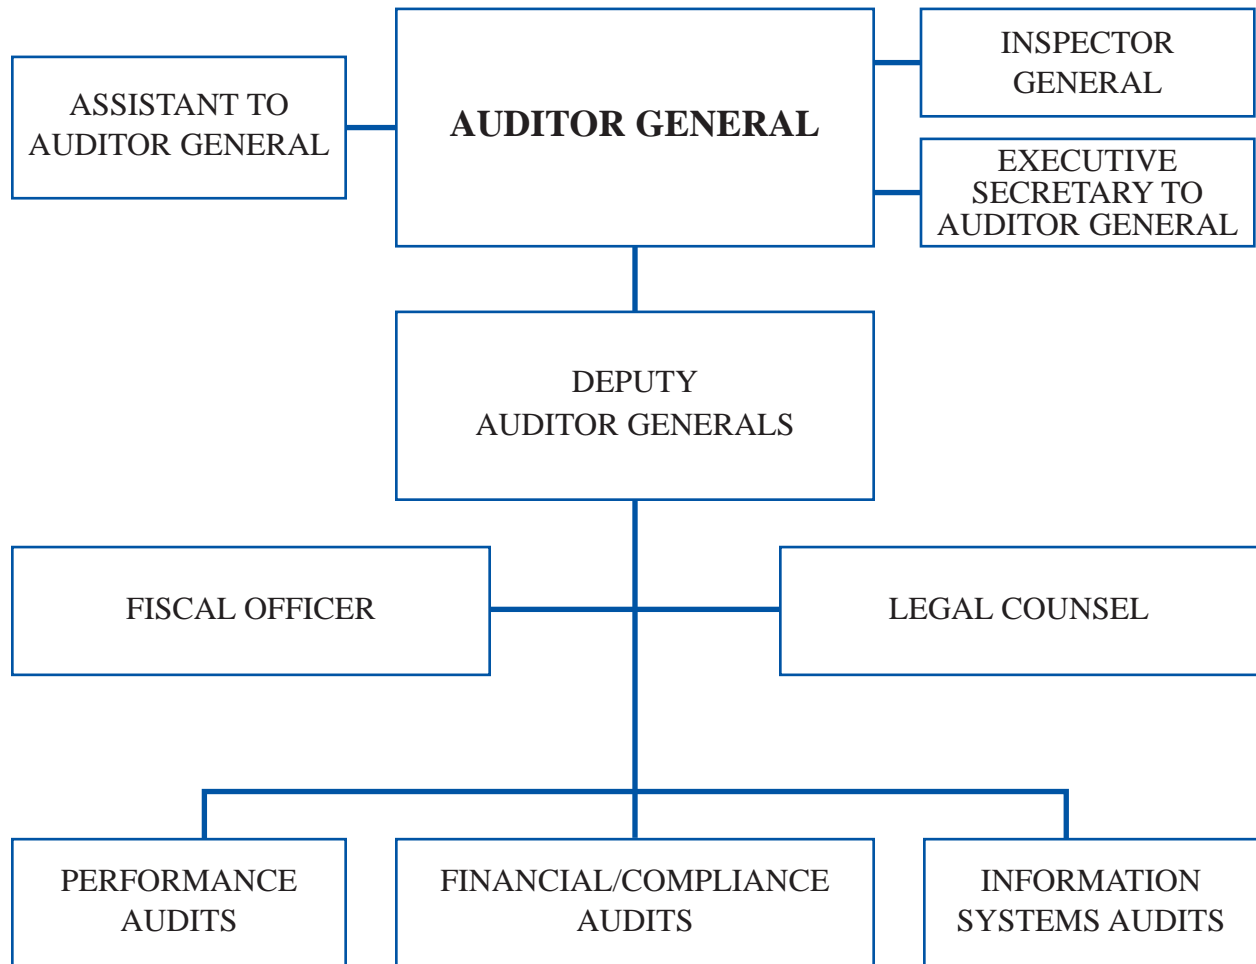 ASSISTANT TO
AUDITOR GENERAL
AUDITOR GENERAL
INSPECTOR
GENERAL
EXECUTIVE
SECRETARY TO
AUDITOR GENERAL
DEPUTY
AUDITOR GENERALS
FISCAL OFFICER
LEGAL COUNSEL
PERFORMANCE
AUDITS
FINANCIAL/COMPLIANCE
AUDITS
INFORMATION
SYSTEMS AUDITS